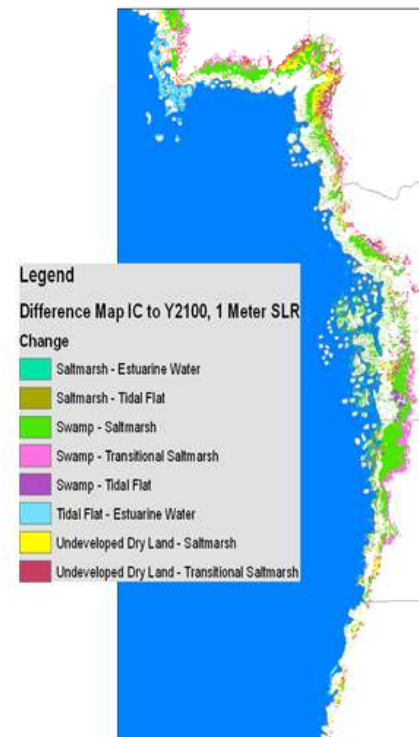 Legend
Difference Map IC to Y2100, 1 Meter SLR
Change
Saltmarsh - Estuarine Water
Saltmarsh - Tidal Flat
Swamp - Saltmarsh
Swamp - Transitional Saltmarsh
Swamp - Tidal Flat
Tidal Flat - Estuarine Water
Undeveloped Dry Land - Saltmarsh
Undeveloped Dry Land - Transitional Saltmarsh